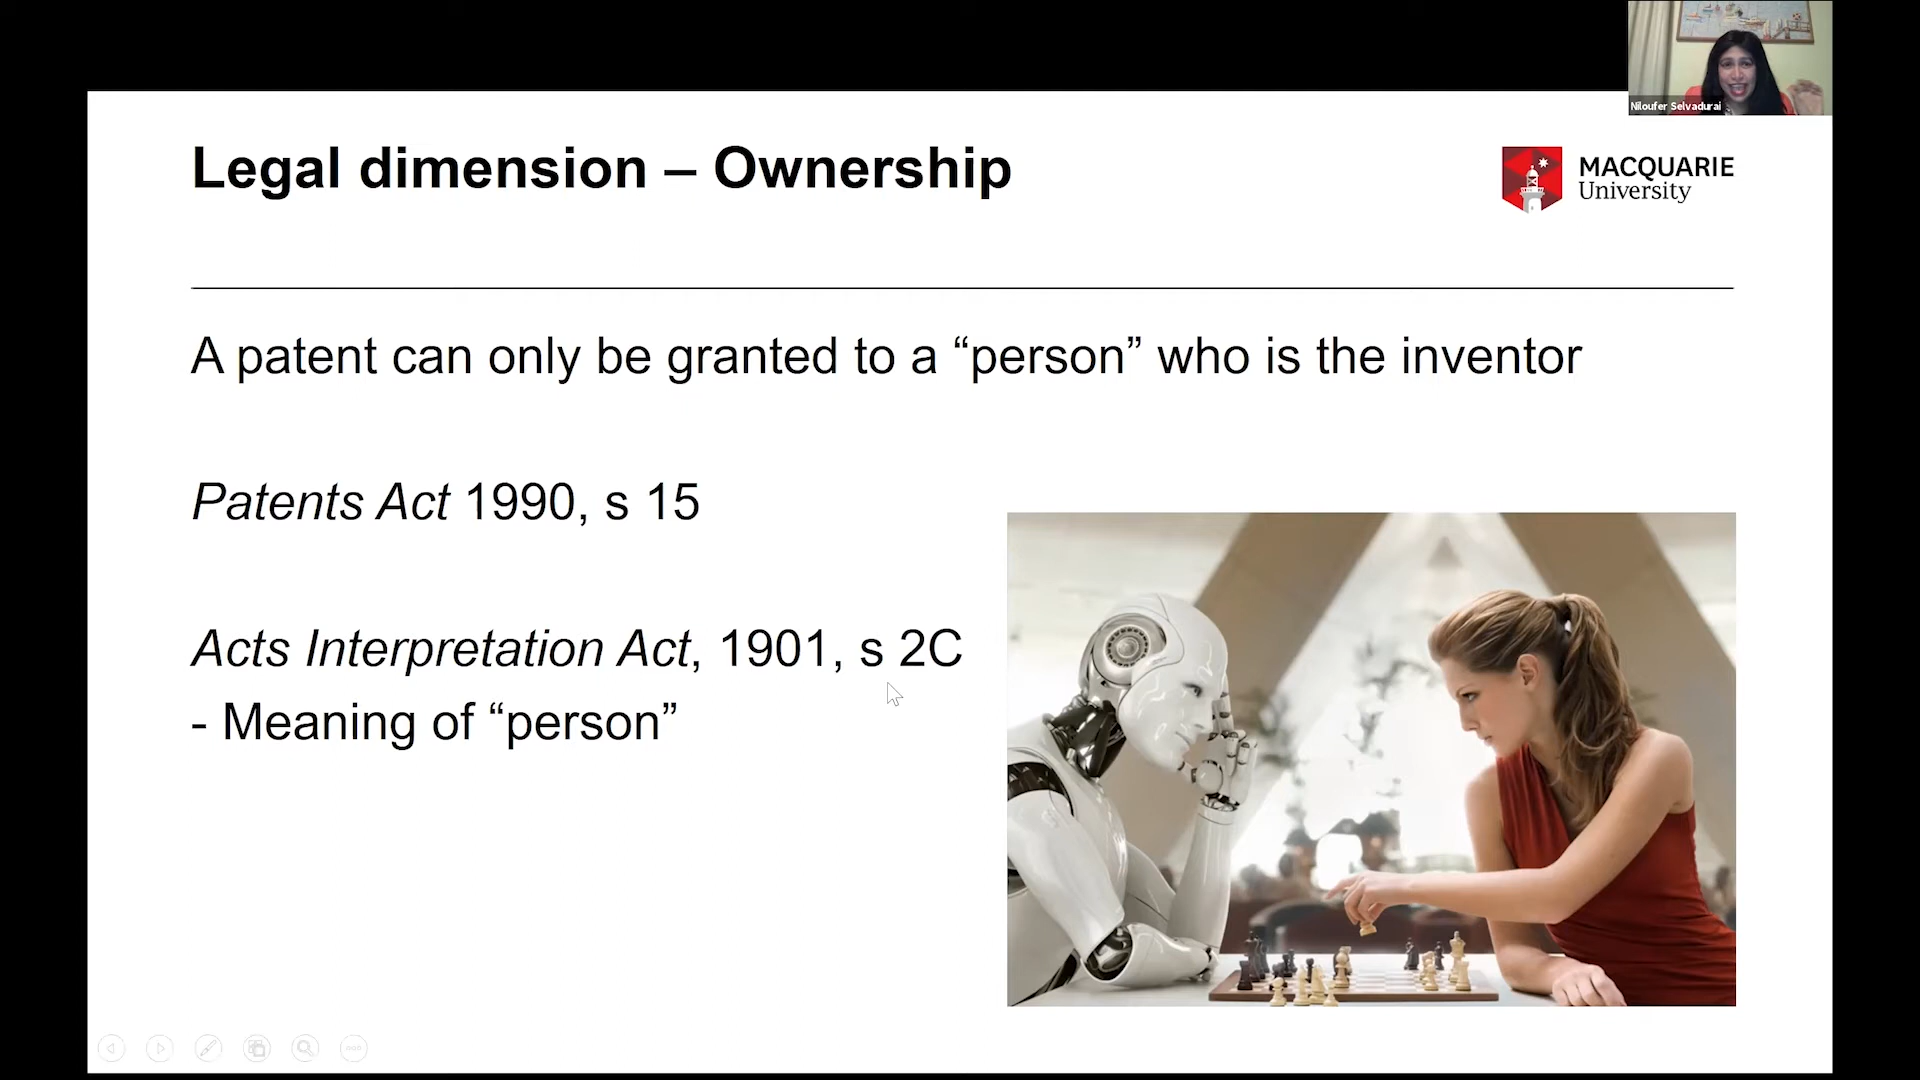 Niloufer Selvadurai
Legal dimension – Ownership
MACQUARIE
University
A patent can only be granted to a “person” who is the inventor
Patents Act 1990, s 15
Acts Interpretation Act, 1901, s 2C
- Meaning of “person”